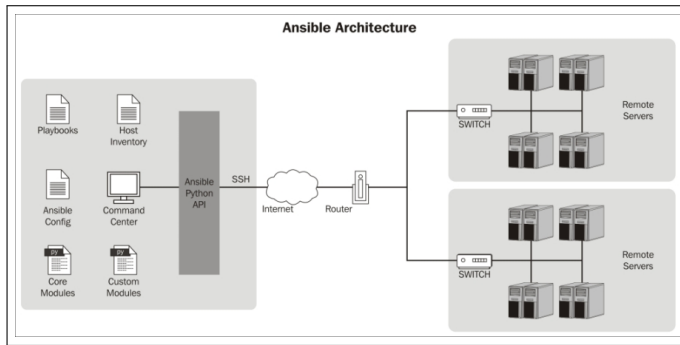 Ansible Architecture
Playbooks
Host
Inventory
Ansible
Config
Command
Center
py
Core
Modules
py
Custom
Modules
Ansible
Python
API
SSH
Internet
Router
SWITCH
Remote
Servers
SWITCH
Remote
Servers